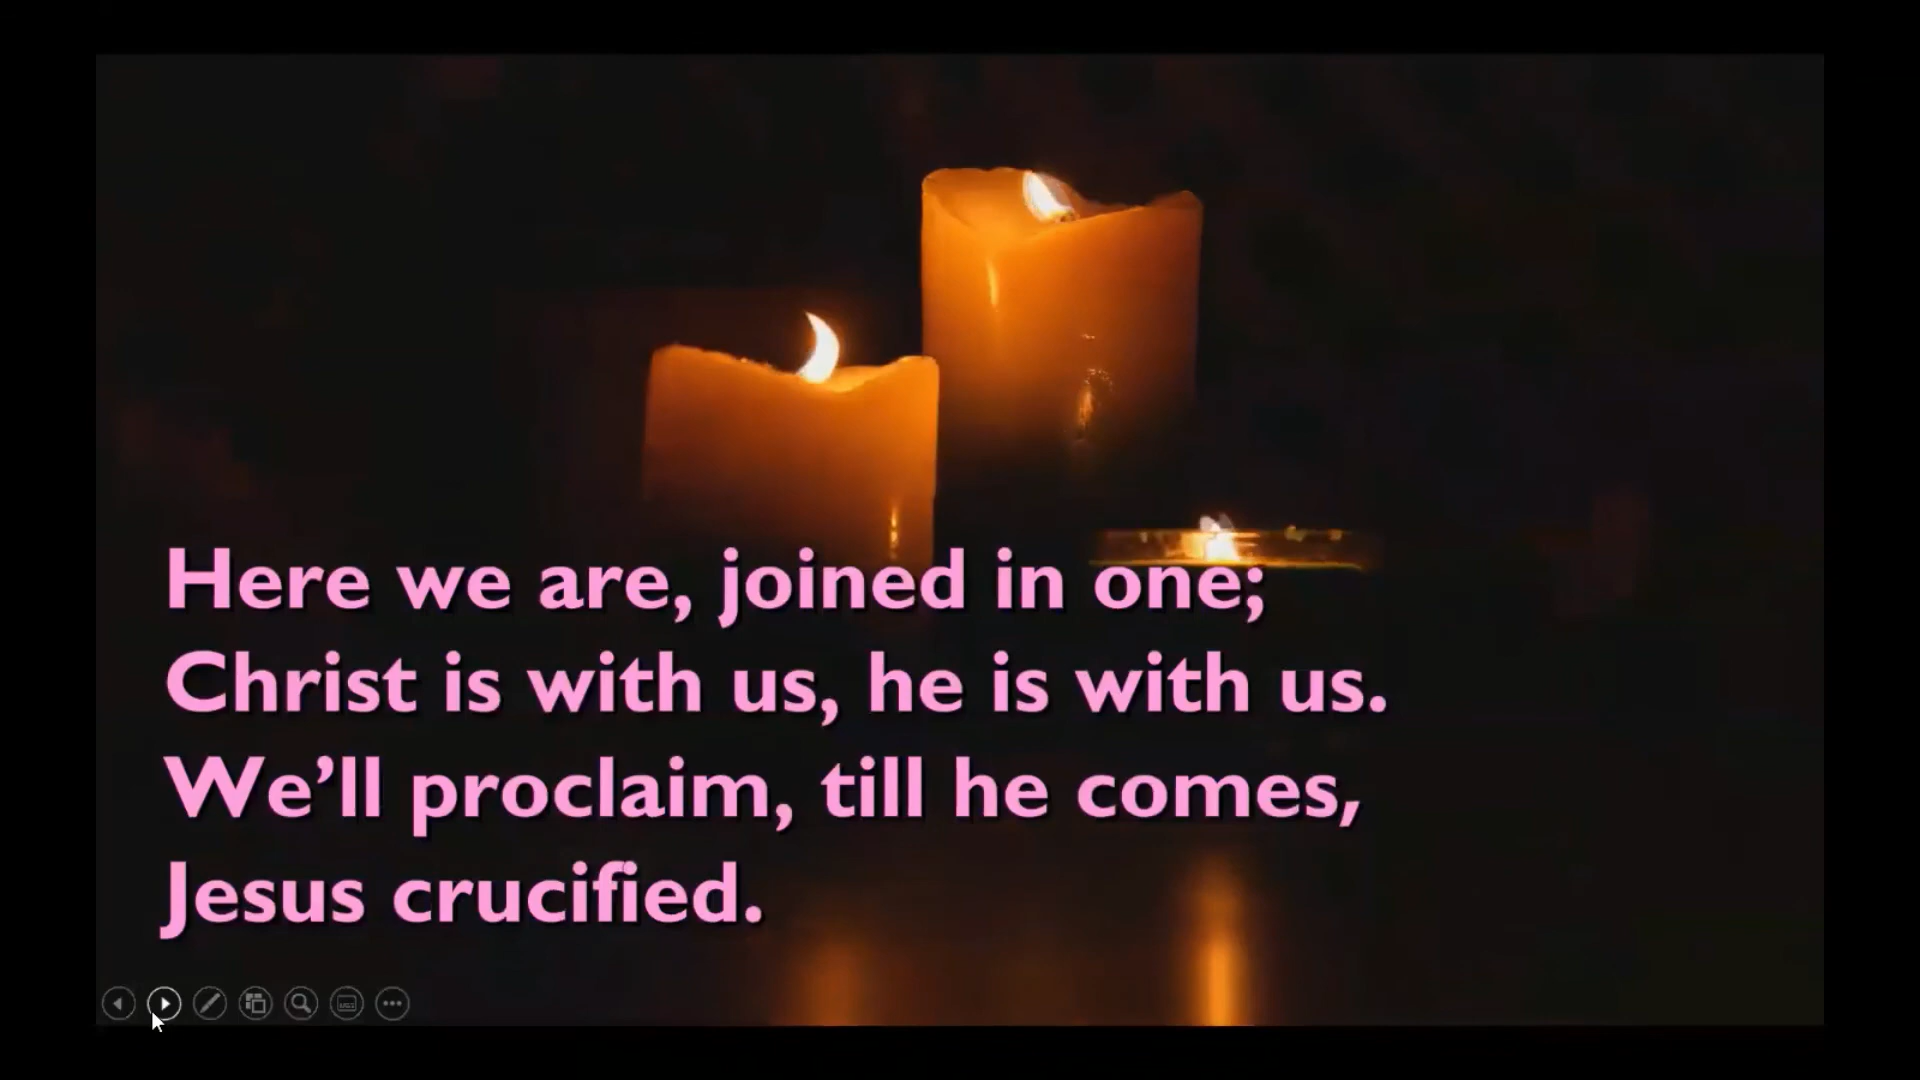 Here we are, joined in one;
Christ is with us, he is with us.
We’ll proclaim, till he comes,
Jesus crucified.